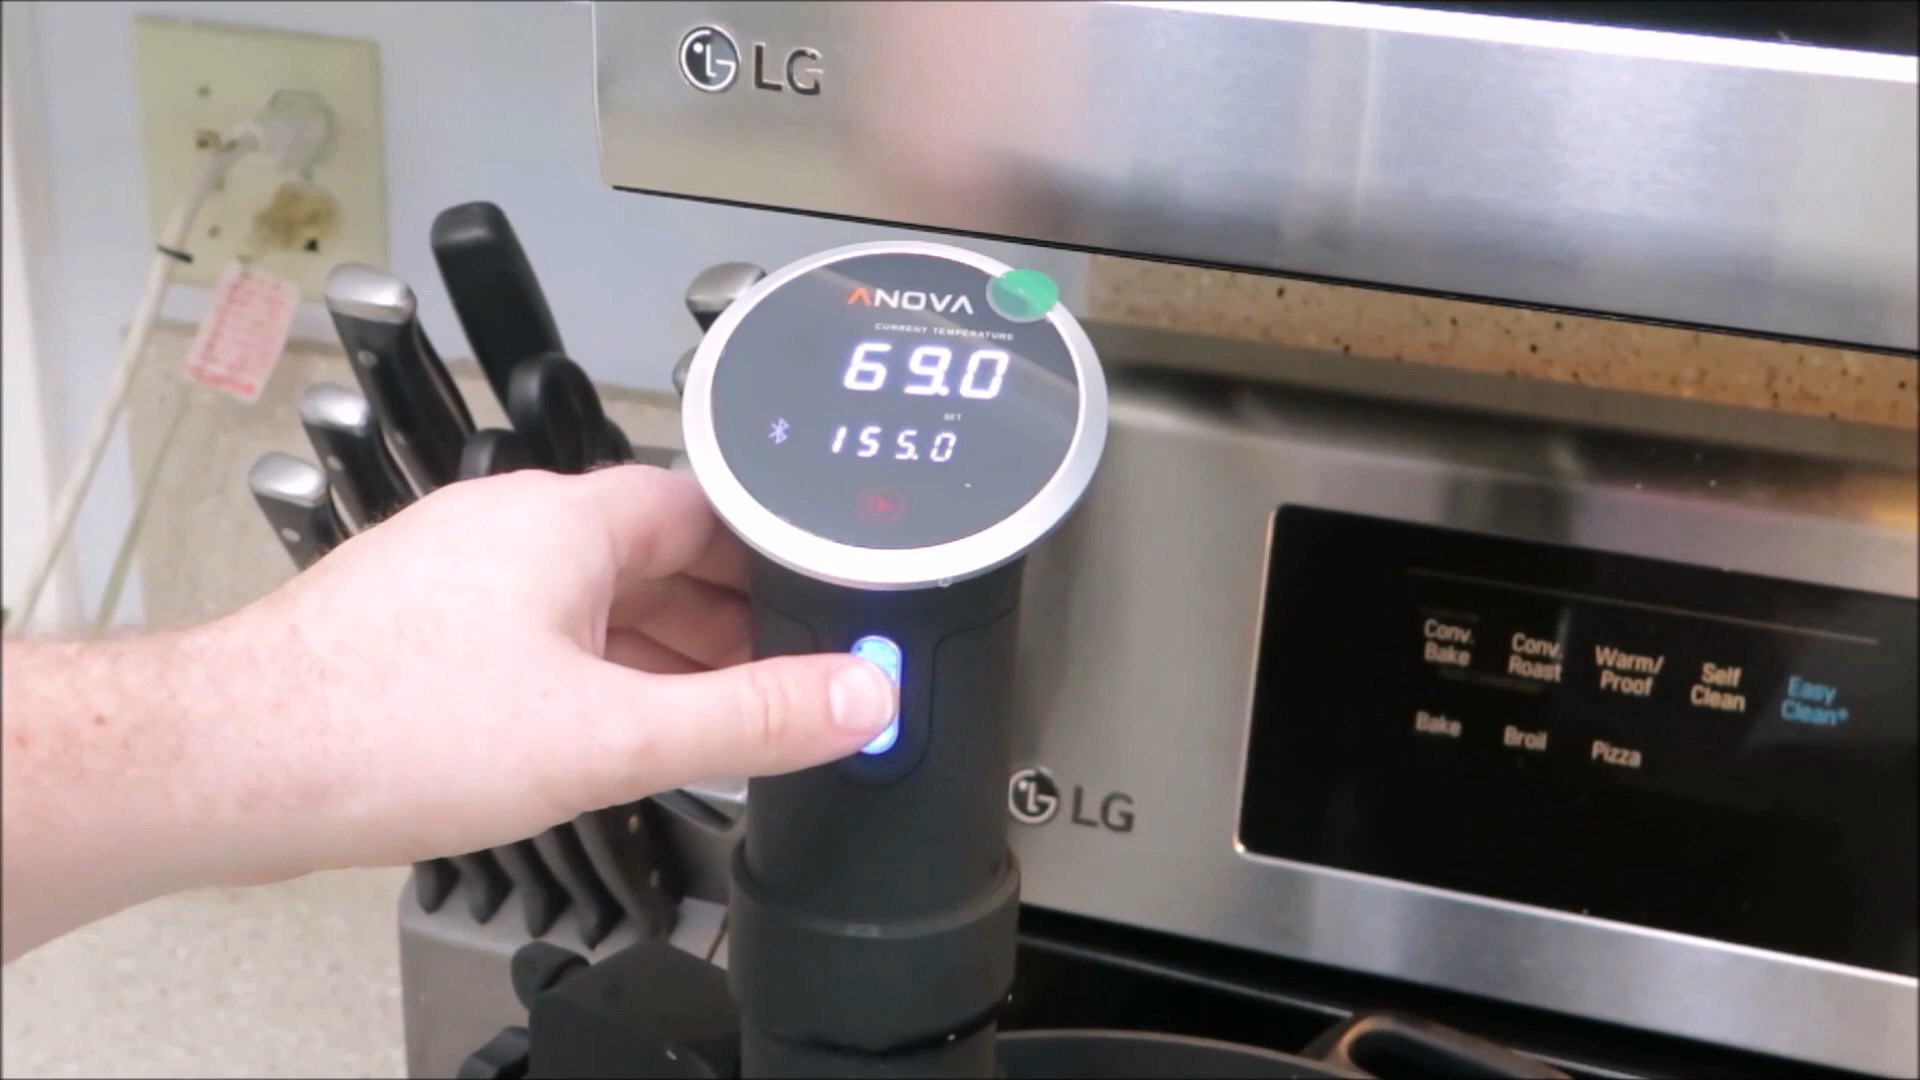 LG
ANOVA
CURRENT TEMPERATURE
69.0
SET
155.0
Conv. Bake
Conv. Roast
Warm/ Proof
Self Clean
Easy Clean®
Bake
Broil
Pizza
LG